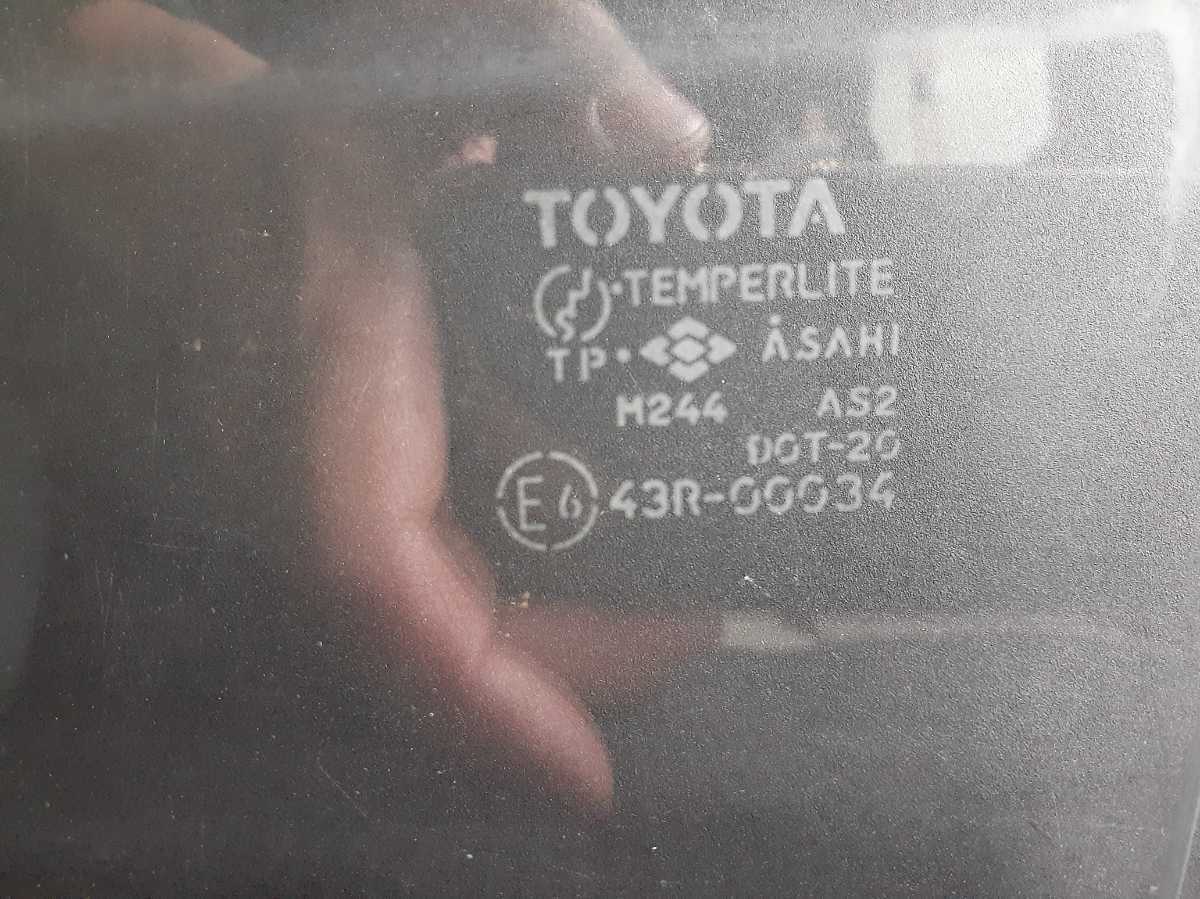 TOYOTA
TEMPERLITE
TP ASAHI
M244 AS2
DOT-20
E6 43R-00034